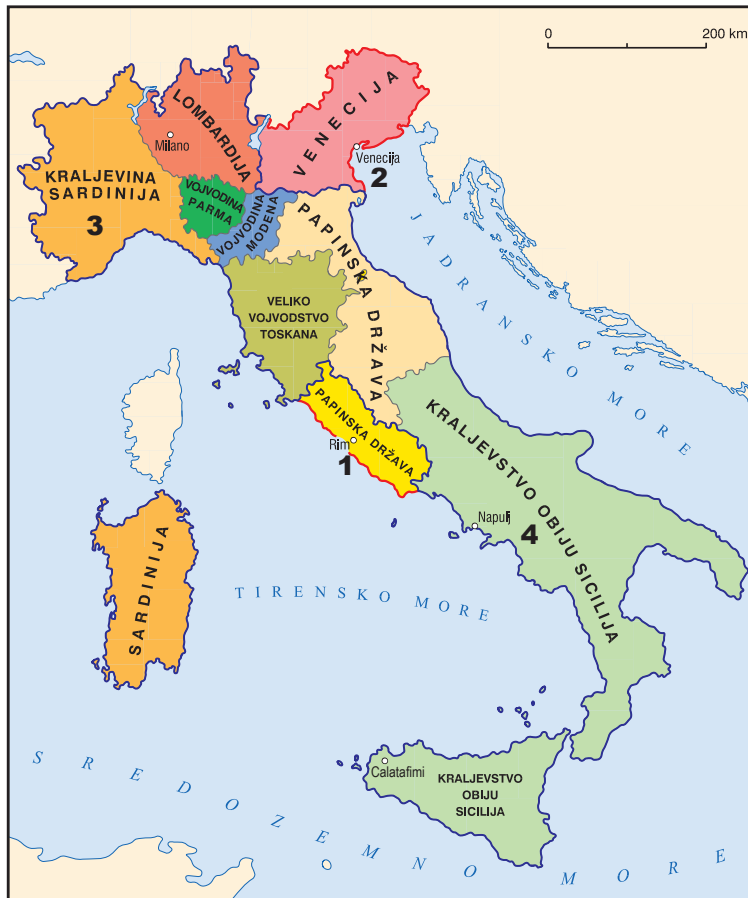 0 200 km
LOMBARDIJA
VENECIJA
Milano
Venecija
2
KRALJEVINA
SARDINIJA
3
VOJVODINA
PARMA
VOJVODINA
MODENA
PAPINSKA DRŽAVA
JADRANSKO MORE
VELIKO
VOJVODSTVO
TOSKANA
PAPINSKA DRŽAVA
Rim
1
KRALJEVSTVO OBIJU SICILIJA
Napulj
4
SARDINIJA
TIRENSKO MORE
Calatafimi
KRALJEVSTVO
OBIJU
SICILIJA
SREDOZEMNO MORE